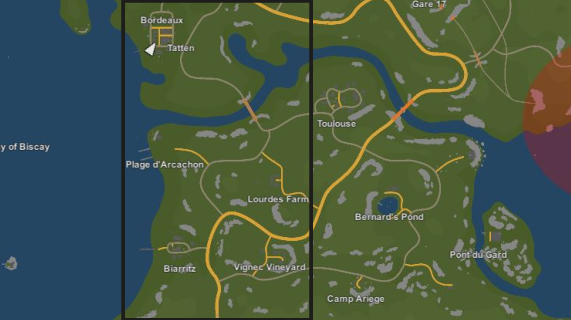 Gare 17
Bordeaux
Tatten
Toulouse
y of Biscay
Plage d'Arcachon
Lourdes Farm
Bernard's Pond
Pont du Gard
Biarritz
Vignec Vineyard
Camp Ariege